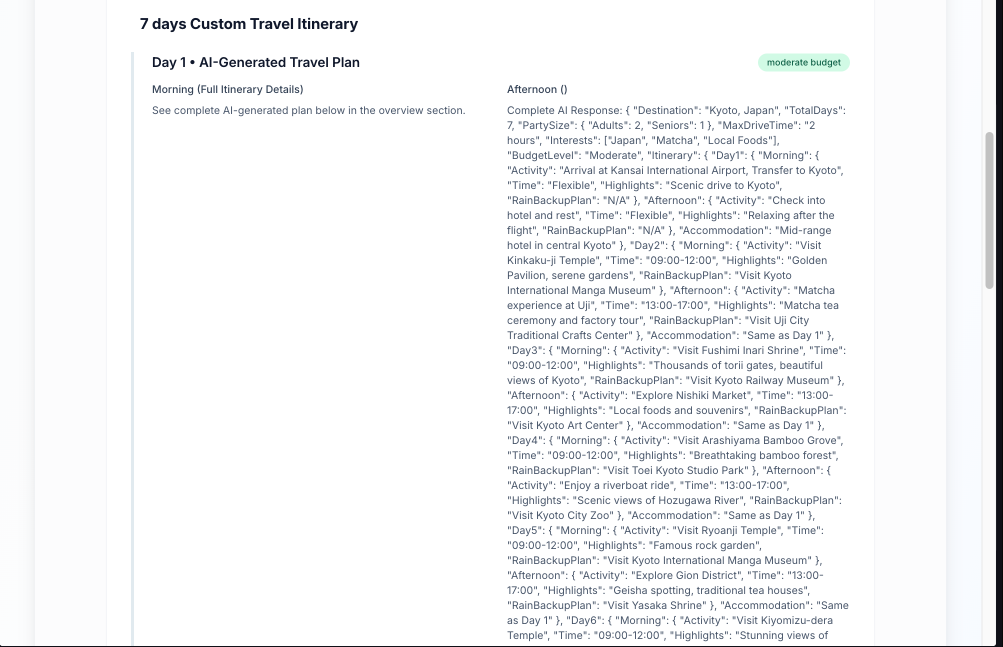 7 days Custom Travel Itinerary
Day 1 • AI-Generated Travel Plan
moderate budget
Morning (Full Itinerary Details)
See complete AI-generated plan below in the overview section.
Afternoon ()
Complete AI Response: { "Destination": "Kyoto, Japan", "TotalDays":
7, "PartySize": { "Adults": 2, "Seniors": 1 }, "MaxDriveTime": "2
hours", "Interests": ["Japan", "Matcha", "Local Foods"],
"BudgetLevel": "Moderate", "Itinerary": { "Day1": { "Morning": {
"Activity": "Arrival at Kansai International Airport, Transfer to Kyoto",
"Time": "Flexible", "Highlights": "Scenic drive to Kyoto",
"RainBackupPlan": "N/A" }, "Afternoon": { "Activity": "Check into
hotel and rest", "Time": "Flexible", "Highlights": "Relaxing after the
flight", "RainBackupPlan": "N/A" }, "Accommodation": "Mid-range
hotel in central Kyoto" }, "Day2": { "Morning": { "Activity": "Visit
Kinkaku-ji Temple", "Time": "09:00-12:00", "Highlights": "Golden
Pavilion, serene gardens", "RainBackupPlan": "Visit Kyoto
International Manga Museum" }, "Afternoon": { "Activity": "Matcha
experience at Uji", "Time": "13:00-17:00", "Highlights": "Matcha tea
ceremony and factory tour", "RainBackupPlan": "Visit Uji City
Traditional Crafts Center" }, "Accommodation": "Same as Day 1" },
"Day3": { "Morning": { "Activity": "Visit Fushimi Inari Shrine", "Time":
"09:00-12:00", "Highlights": "Thousands of torii gates, beautiful
views of Kyoto", "RainBackupPlan": "Visit Kyoto Railway Museum" },
"Afternoon": { "Activity": "Explore Nishiki Market", "Time": "13:00-
17:00", "Highlights": "Local foods and souvenirs", "RainBackupPlan":
"Visit Kyoto Art Center" }, "Accommodation": "Same as Day 1" },
"Day4": { "Morning": { "Activity": "Visit Arashiyama Bamboo Grove",
"Time": "09:00-12:00", "Highlights": "Breathtaking bamboo forest",
"RainBackupPlan": "Visit Toei Kyoto Studio Park" }, "Afternoon": {
"Activity": "Enjoy a riverboat ride", "Time": "13:00-17:00",
"Highlights": "Scenic views of Hozugawa River", "RainBackupPlan":
"Visit Kyoto City Zoo" }, "Accommodation": "Same as Day 1" },
"Day5": { "Morning": { "Activity": "Visit Ryoanji Temple", "Time":
"09:00-12:00", "Highlights": "Famous rock garden",
"RainBackupPlan": "Visit Kyoto International Manga Museum" },
"Afternoon": { "Activity": "Explore Gion District", "Time": "13:00-
17:00", "Highlights": "Geisha spotting, traditional tea houses",
"RainBackupPlan": "Visit Yasaka Shrine" }, "Accommodation": "Same
as Day 1" }, "Day6": { "Morning": { "Activity": "Visit Kiyomizu-dera
Temple", "Time": "09:00-12:00", "Highlights": "Stunning views of